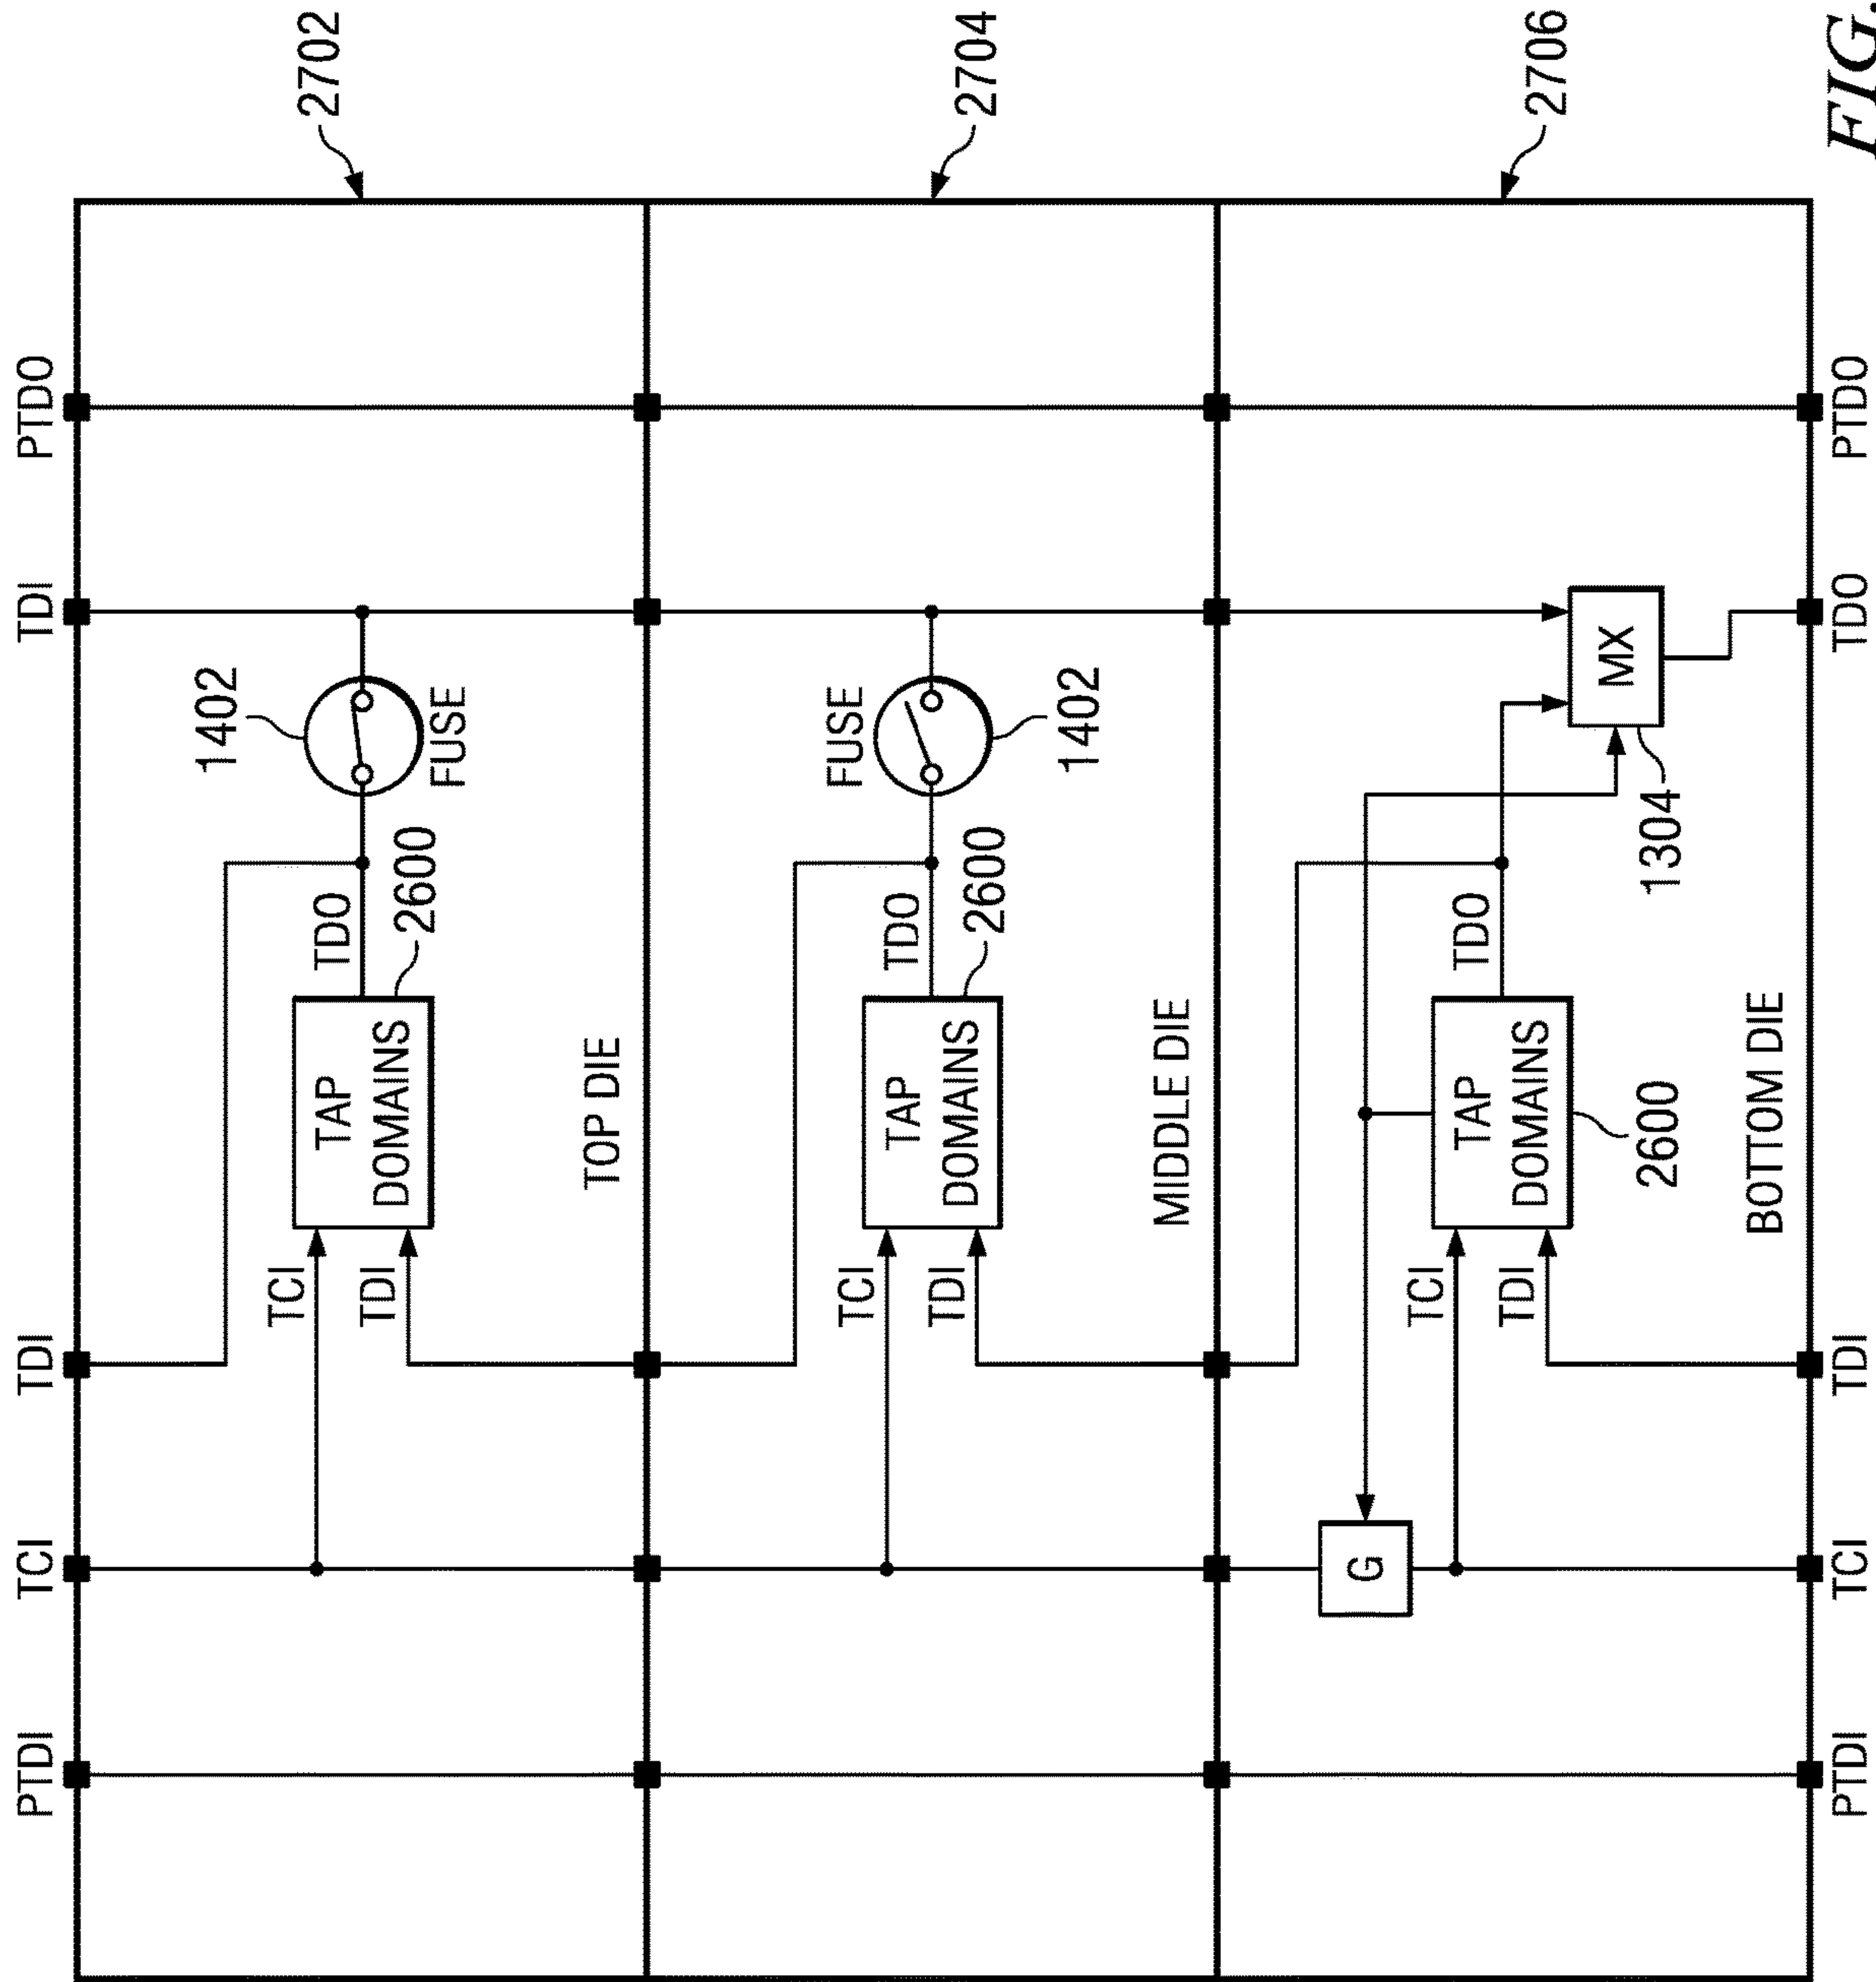 PTDI
TCI
TDI
TDI
PTDO
TCI
TDI
TAP
DOMAINS
TDO
2600
1402
FUSE
TOP DIE
2702
TCI
TDI
TAP
DOMAINS
TDO
2600
FUSE
1402
MIDDLE DIE
2704
G
TCI
TDI
TAP
DOMAINS
2600
TDO
MX
1304
BOTTOM DIE
2706
PTDI
TCI
TDI
TDO
PTDO
FIG.